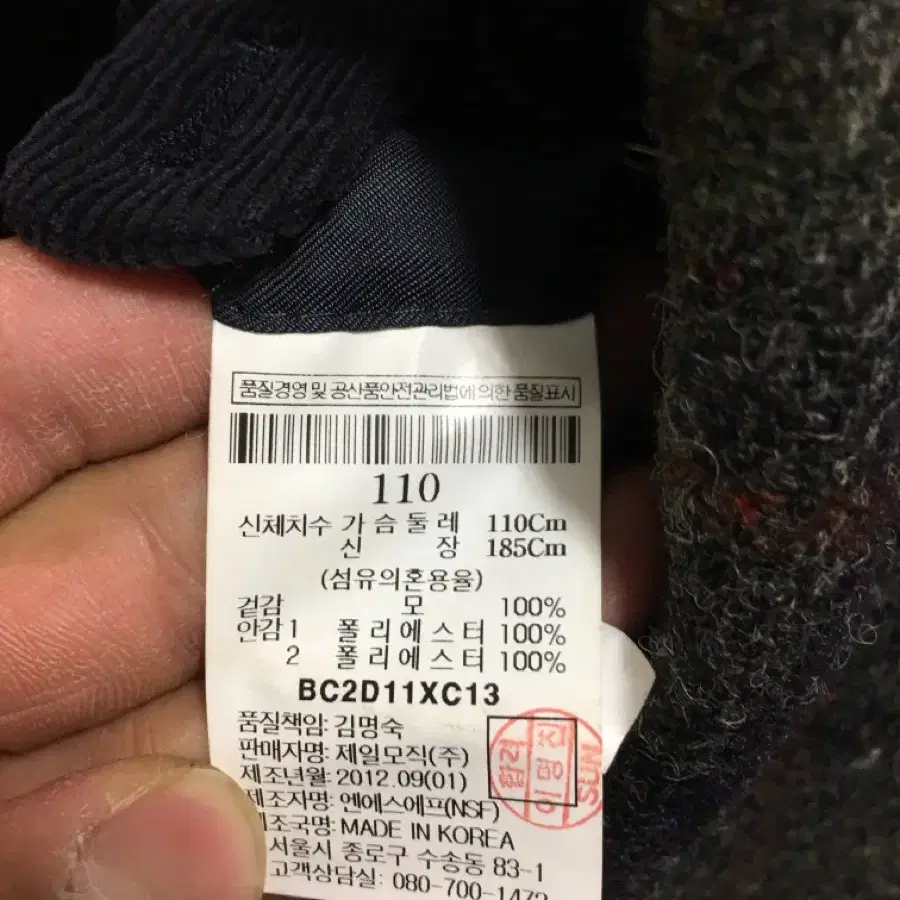 품질경영 및 공산품안전관리법에 의한 품질표시
110
신체치수 가슴둘레 110Cm
신 장 185Cm
(섬유의혼용율)
겉감 모 100%
안감1 폴리에스터 100%
2 폴리에스터 100%
BC2D11XC13
품질책임: 김명숙
판매자명: 제일모직(주)
제조년월: 2012.09(01)
제조자명: 엔에스에프(NSF)
제조국명: MADE IN KOREA
서울시 종로구 수송동 83-1
고객상담실: 080-700-1472
합격
SUN